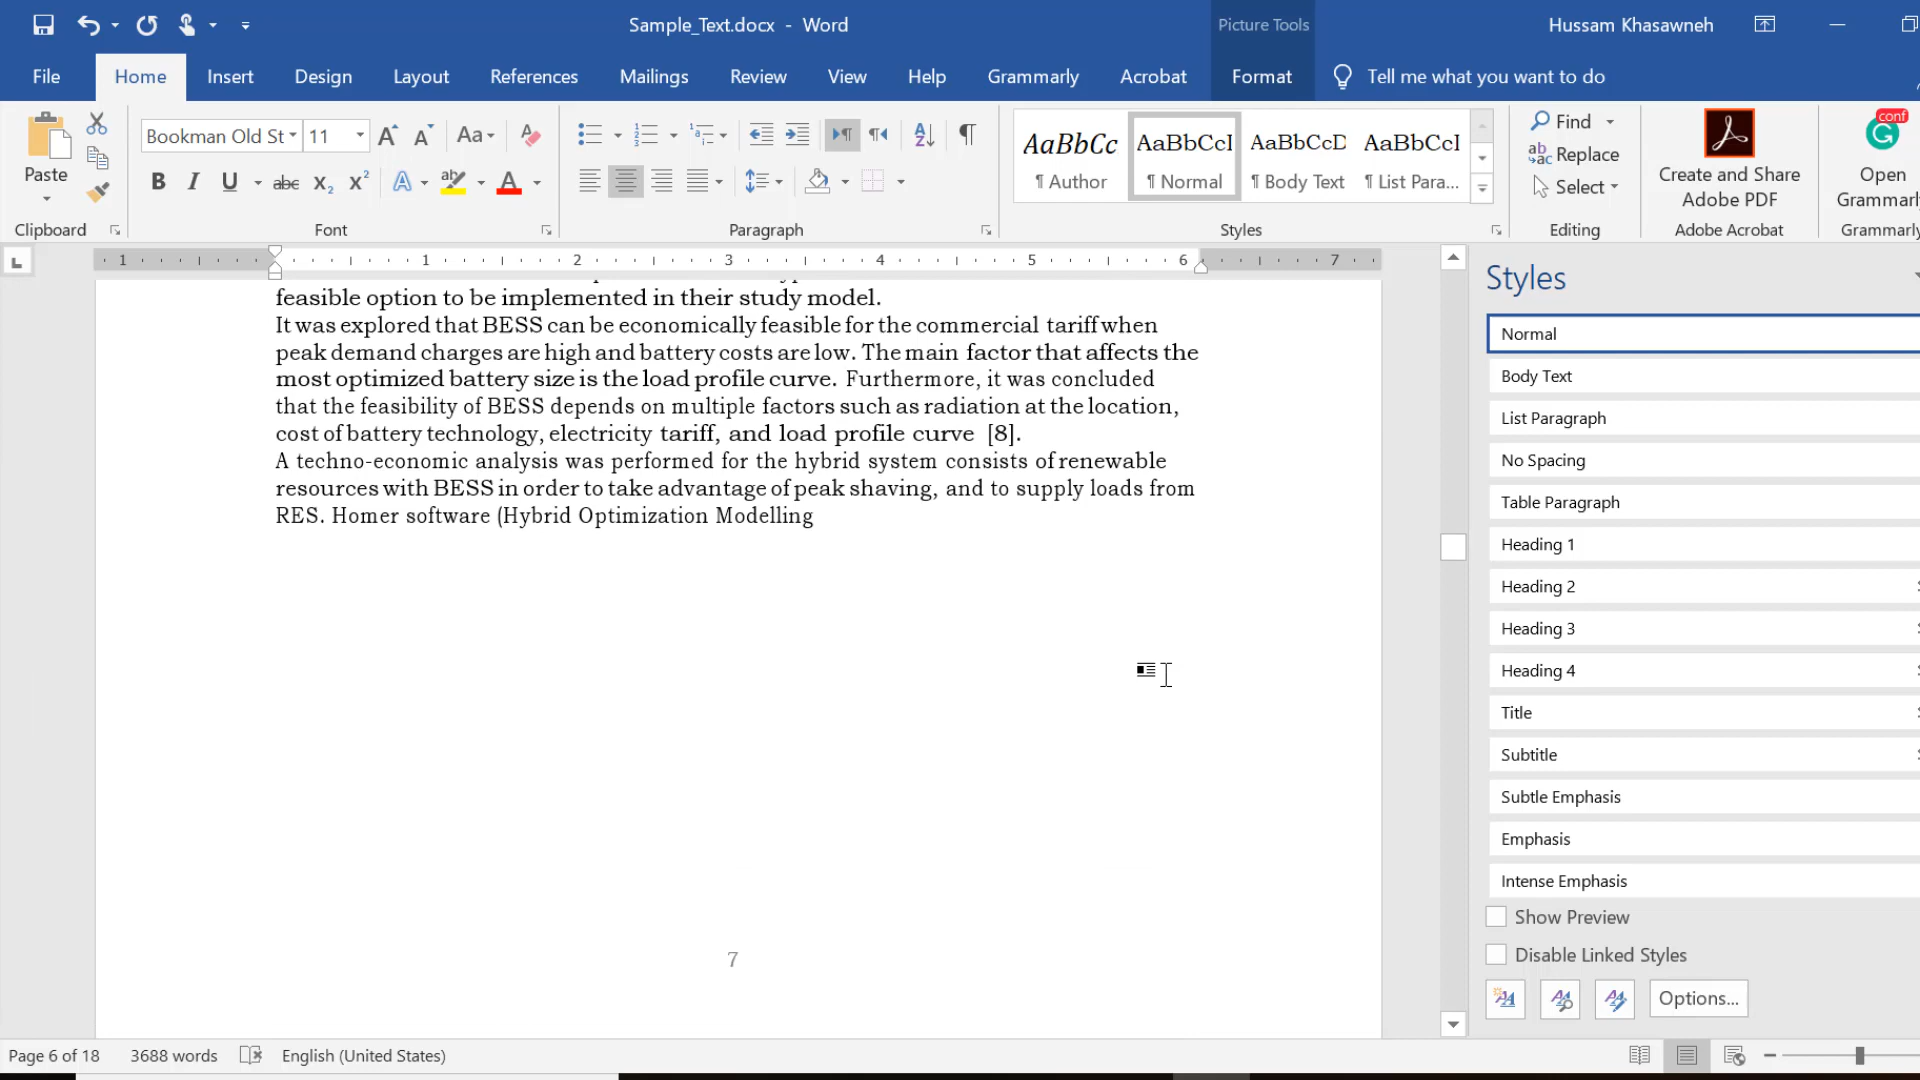 Sample_Text.docx - Word
Picture Tools
Hussam Khasawneh
File
Home
Insert
Design
Layout
References
Mailings
Review
View
Help
Grammarly
Acrobat
Format
Tell me what you want to do
Paste
Clipboard
Bookman Old St
11
Aa
B
I
U
abc
Font
Paragraph
AaBbCc
¶ Author
AaBbCcI
¶ Normal
AaBbCcD
¶ Body Text
AaBbCcI
¶ List Para...
Styles
Find
Replace
Select
Editing
Create and Share
Adobe PDF
Adobe Acrobat
conf
Open
Grammarly
Grammarly
1 1 2 3 4 5 6 7
feasible option to be implemented in their study model.
It was explored that BESS can be economically feasible for the commercial tariff when
peak demand charges are high and battery costs are low. The main factor that affects the
most optimized battery size is the load profile curve. Furthermore, it was concluded
that the feasibility of BESS depends on multiple factors such as radiation at the location,
cost of battery technology, electricity tariff, and load profile curve [8].
A techno-economic analysis was performed for the hybrid system consists of renewable
resources with BESS in order to take advantage of peak shaving, and to supply loads from
RES. Homer software (Hybrid Optimization Modelling
7
Styles
Normal
Body Text
List Paragraph
No Spacing
Table Paragraph
Heading 1
Heading 2
Heading 3
Heading 4
Title
Subtitle
Subtle Emphasis
Emphasis
Intense Emphasis
Show Preview
Disable Linked Styles
Options...
Page 6 of 18
3688 words
English (United States)